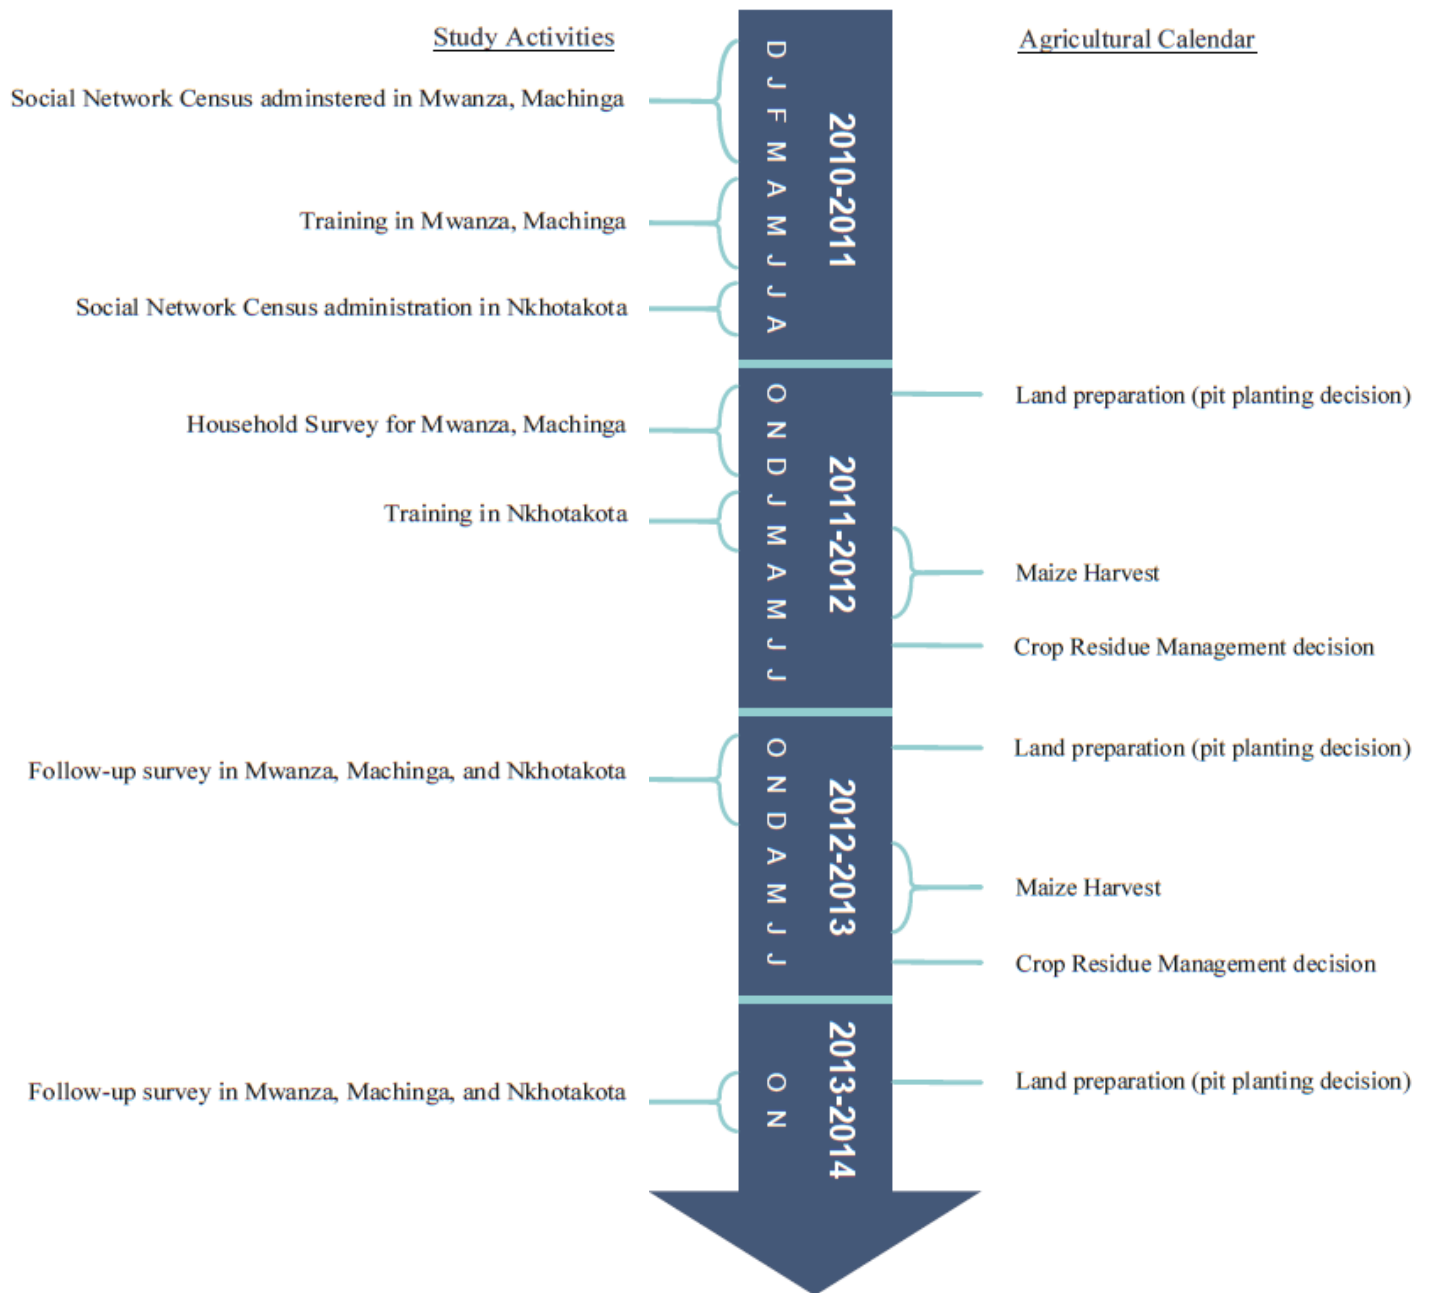 Study Activities
Agricultural Calendar
2010-2011
D J F M A M J J A
Social Network Census adminstered in Mwanza, Machinga
Training in Mwanza, Machinga
Social Network Census administration in Nkhotakota
2011-2012
O N D J M A M J J
Land preparation (pit planting decision)
Household Survey for Mwanza, Machinga
Training in Nkhotakota
Maize Harvest
Crop Residue Management decision
2012-2013
O N D A M J J
Land preparation (pit planting decision)
Follow-up survey in Mwanza, Machinga, and Nkhotakota
Maize Harvest
Crop Residue Management decision
2013-2014
O N
Land preparation (pit planting decision)
Follow-up survey in Mwanza, Machinga, and Nkhotakota